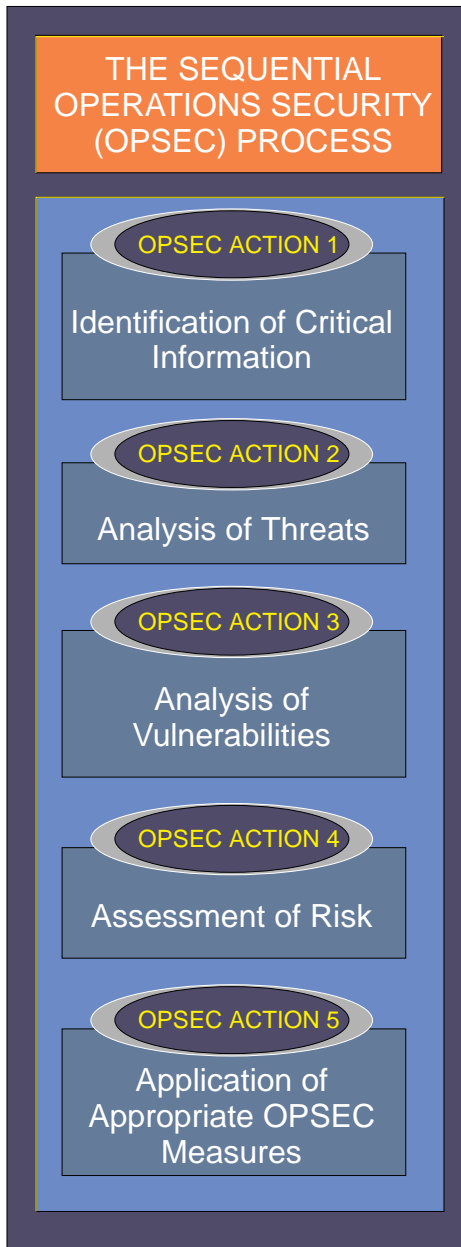 THE SEQUENTIAL
OPERATIONS SECURITY
(OPSEC) PROCESS
OPSEC ACTION 1
Identification of Critical
Information
OPSEC ACTION 2
Analysis of Threats
OPSEC ACTION 3
Analysis of
Vulnerabilities
OPSEC ACTION 4
Assessment of Risk
OPSEC ACTION 5
Application of
Appropriate OPSEC
Measures